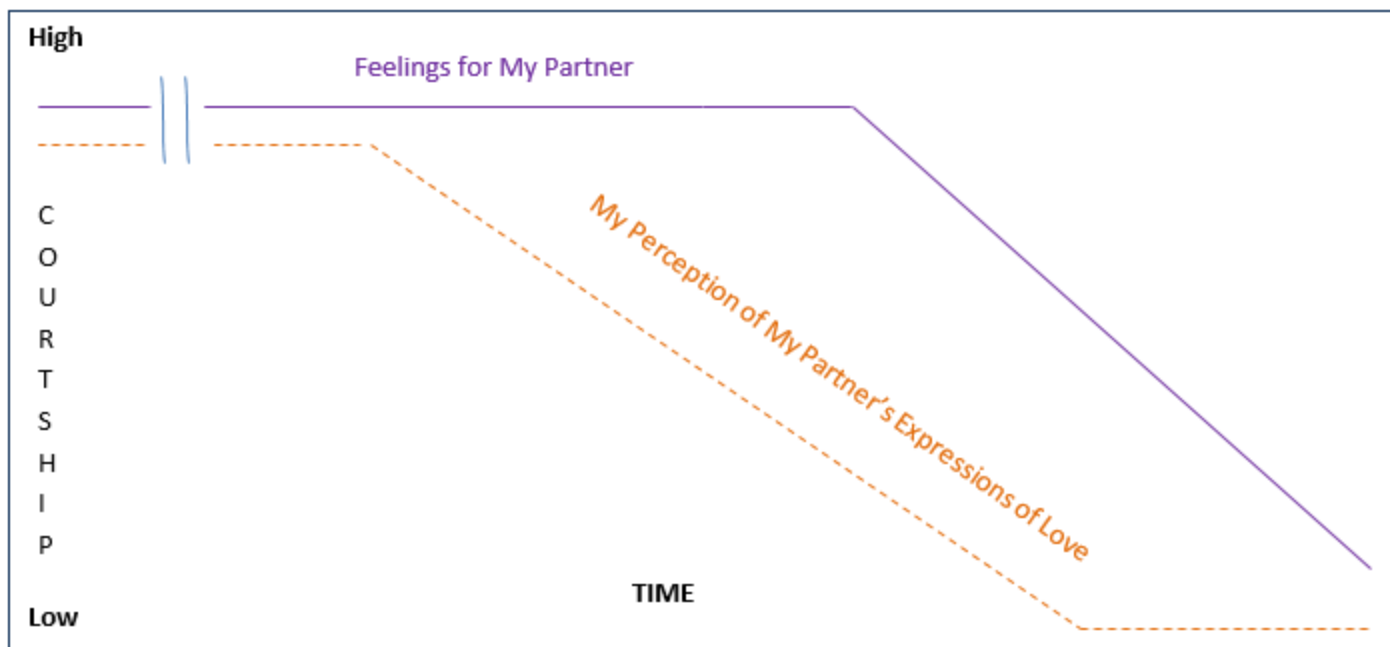 High
Feelings for My Partner
My Perception of My Partner’s Expressions of Love
C
O
U
R
T
S
H
I
P
TIME
Low